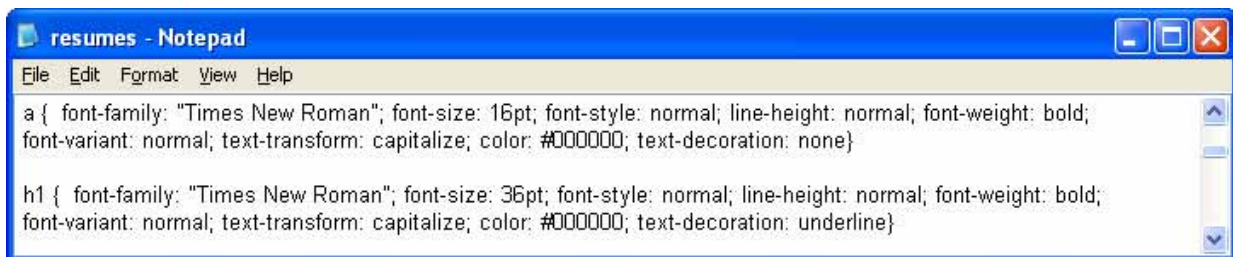 resumes - Notepad
File Edit Format View Help
a { font-family: "Times New Roman"; font-size: 16pt; font-style: normal; line-height: normal; font-weight: bold;
font-variant: normal; text-transform: capitalize; color: #000000; text-decoration: none}
h1 { font-family: "Times New Roman"; font-size: 36pt; font-style: normal; line-height: normal; font-weight: bold;
font-variant: normal; text-transform: capitalize; color: #000000; text-decoration: underline}